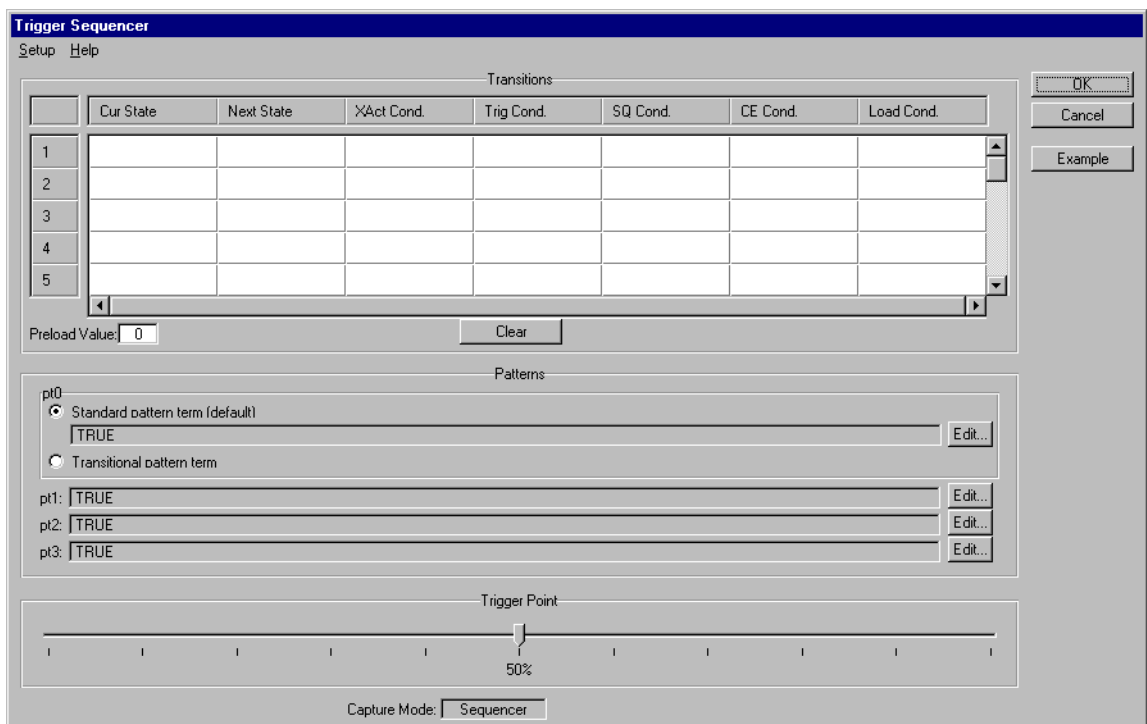 Trigger Sequencer
Setup Help
Transitions
Cur State Next State XAct Cond. Trig Cond. SQ Cond. CE Cond. Load Cond.
1
2
3
4
5
Preload Value: 0
Clear
OK
Cancel
Example
Patterns
pt0
Standard pattern term (default)
TRUE Edit...
Transitional pattern term
pt1: TRUE Edit...
pt2: TRUE Edit...
pt3: TRUE Edit...
Trigger Point
50%
Capture Mode: Sequencer